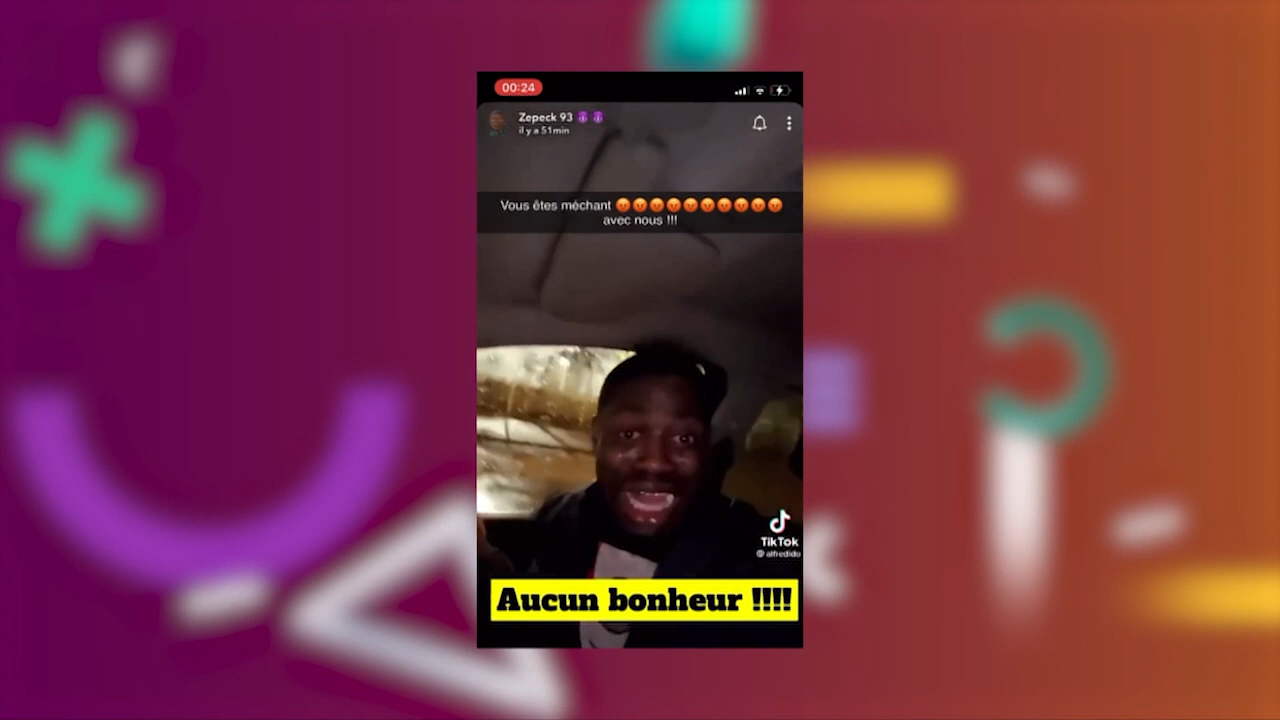 00:24
Zepeck 93 😈 😈
il y a 51min
Vous êtes méchant 😡😡😡😡😡😡😡😡😡😡
avec nous !!!
TikTok
@alfredido
Aucun bonheur !!!!